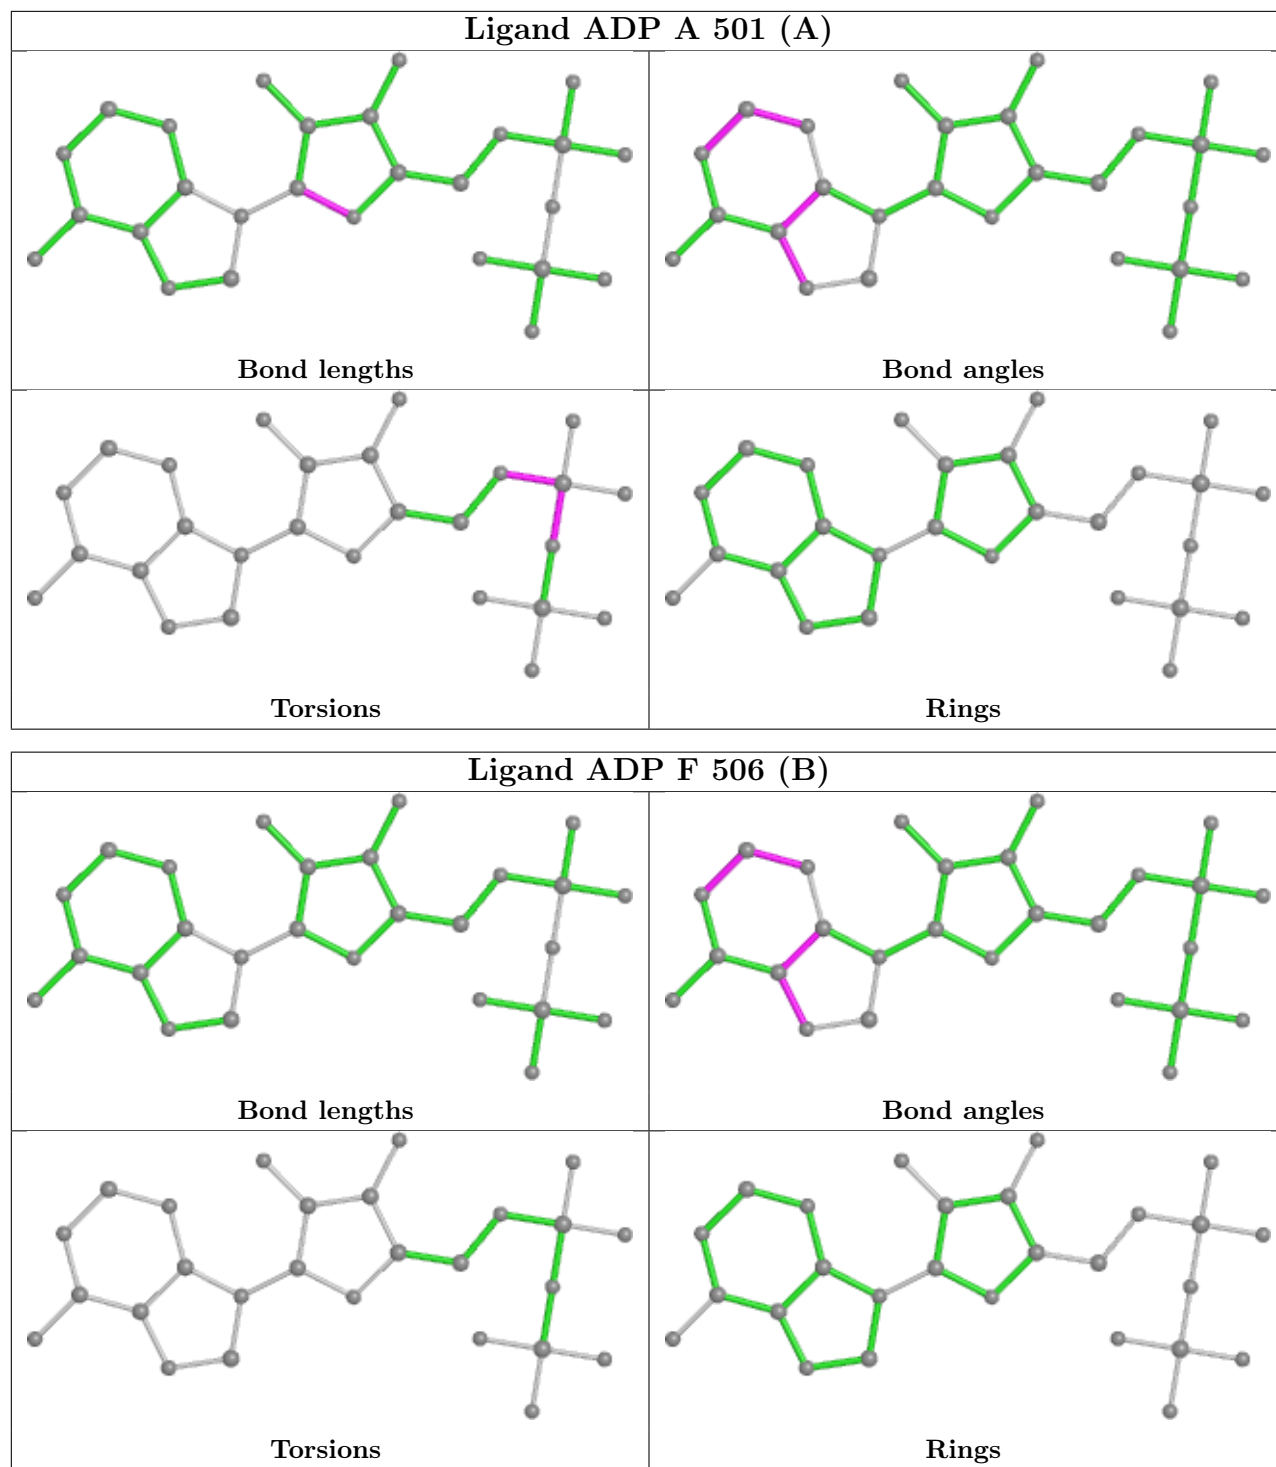 Ligand ADP A 501 (A)
Bond lengths
Bond angles
Torsions
Rings
Ligand ADP F 506 (B)
Bond lengths
Bond angles
Torsions
Rings